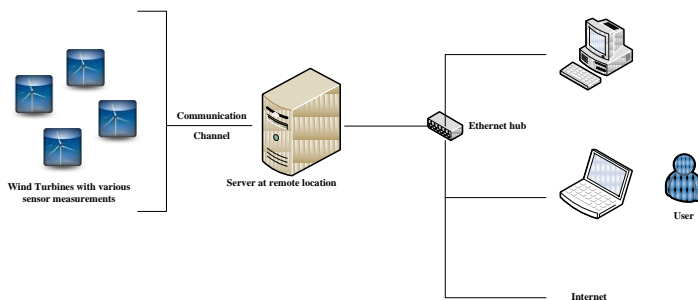 Communication
Channel
Ethernet hub
Wind Turbines with various
sensor measurements
Server at remote location
User
Internet